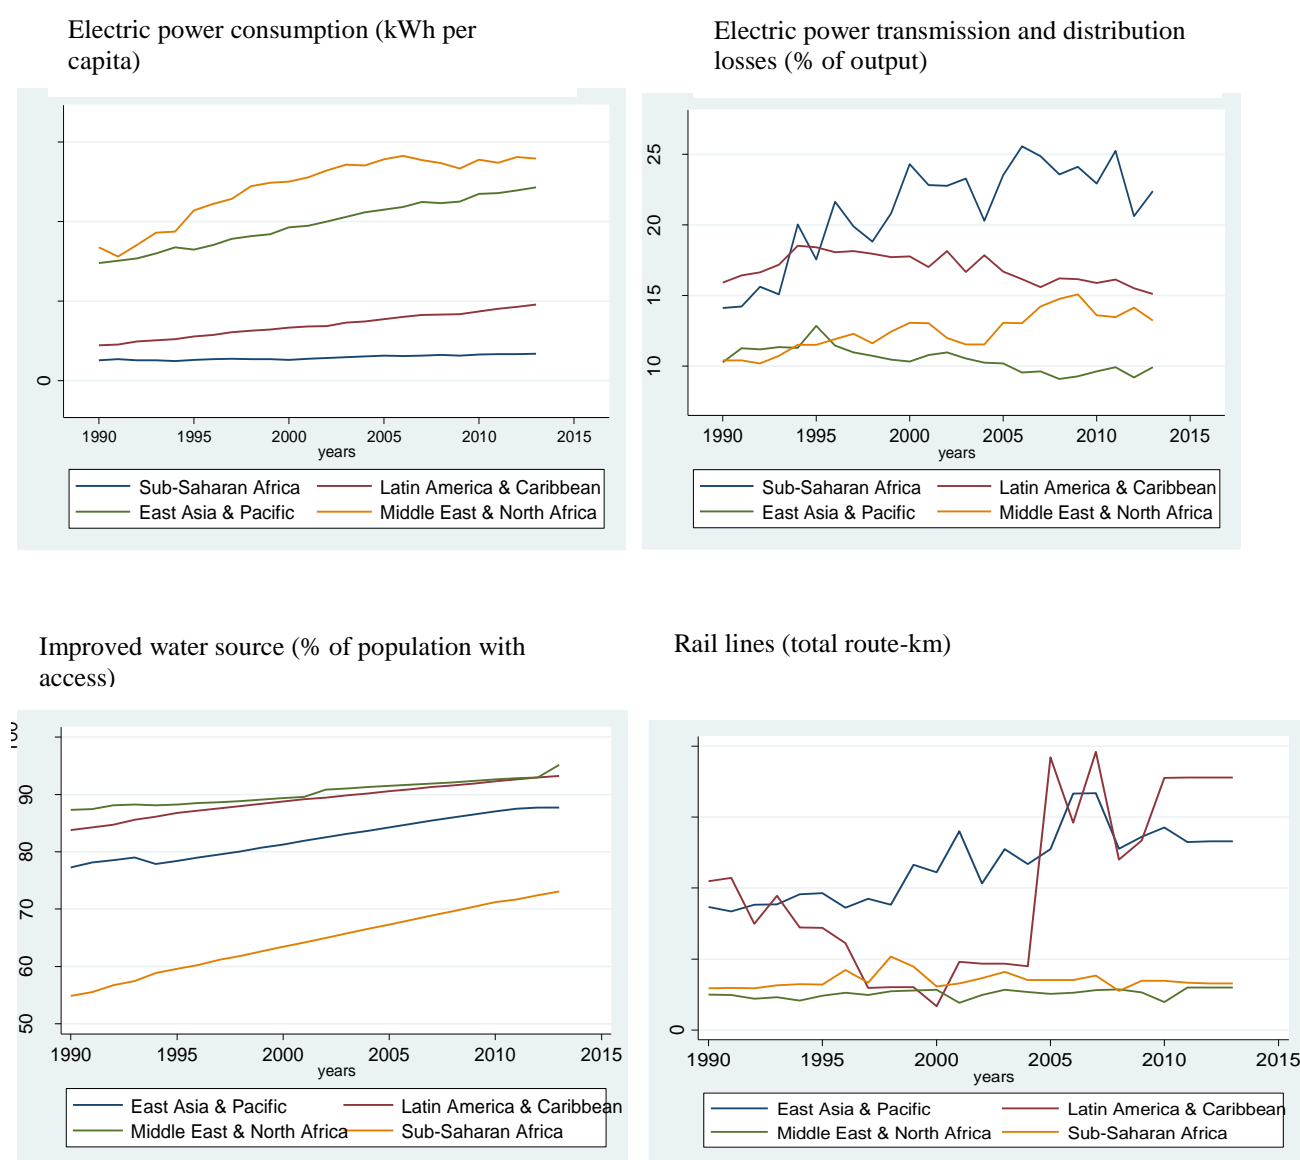 Electric power consumption (kWh per
capita)
0
1990 1995 2000 2005 2010 2015
years
Sub-Saharan Africa Latin America & Caribbean
East Asia & Pacific Middle East & North Africa
Electric power transmission and distribution
losses (% of output)
25
20
15
10
1990 1995 2000 2005 2010 2015
years
Sub-Saharan Africa Latin America & Caribbean
East Asia & Pacific Middle East & North Africa
Improved water source (% of population with
access)
100
90
80
70
60
50
1990 1995 2000 2005 2010 2015
years
East Asia & Pacific Latin America & Caribbean
Middle East & North Africa Sub-Saharan Africa
Rail lines (total route-km)
0
1990 1995 2000 2005 2010 2015
years
East Asia & Pacific Latin America & Caribbean
Middle East & North Africa Sub-Saharan Africa